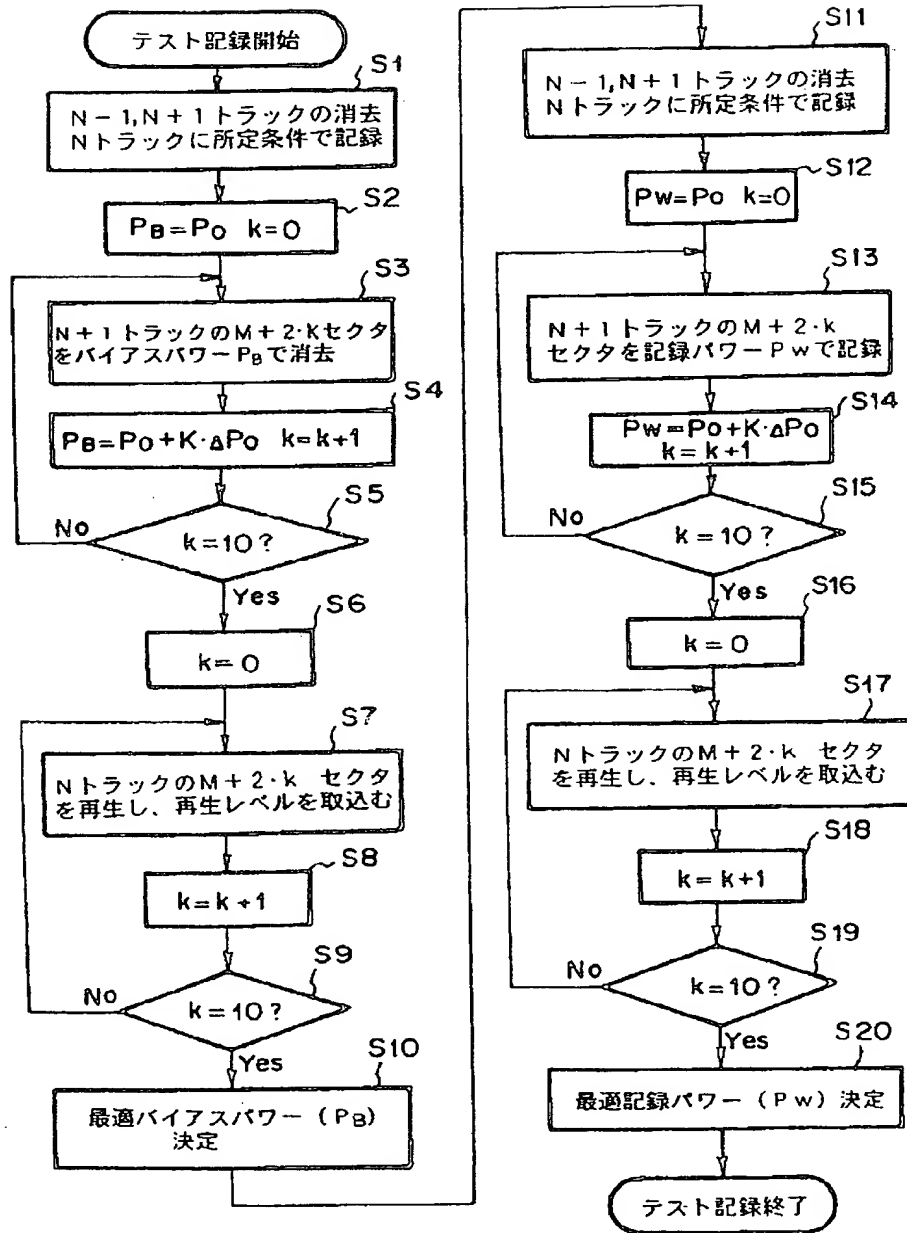 テスト記録開始
S1
N-1,N+1トラックの消去
Nトラックに所定条件で記録
S2
PB=Po k=0
S3
N+1トラックのM+2·Kセクタ
をバイアスパワーPBで消去
S4
PB=Po+K·ΔPo k=k+1
S5
No
k=10?
Yes
S6
k=0
S7
NトラックのM+2·k セクタ
を再生し、再生レベルを取込む
S8
k=k+1
S9
No
k=10?
Yes
S10
最適バイアスパワー(PB)
決定
S11
N-1,N+1トラックの消去
Nトラックに所定条件で記録
S12
Pw=Po k=0
S13
N+1トラックのM+2·k
セクタを記録パワーPwで記録
S14
Pw=Po+K·ΔPo
k=k+1
S15
No
k=10?
Yes
S16
k=0
S17
NトラックのM+2·k セクタ
を再生し、再生レベルを取込む
S18
k=k+1
S19
No
k=10?
Yes
S20
最適記録パワー(Pw)決定
テスト記録終了